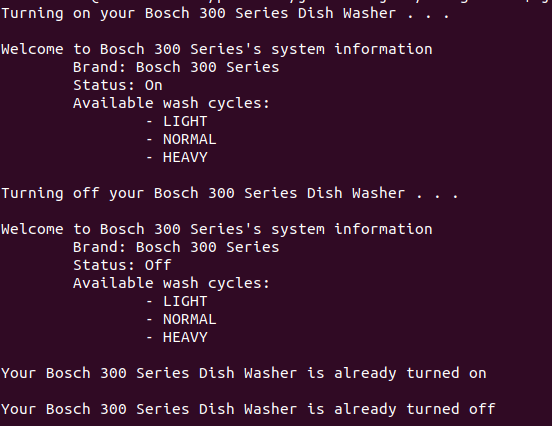 Turning on your Bosch 300 Series Dish Washer . . .
Welcome to Bosch 300 Series's system information
Brand: Bosch 300 Series
Status: On
Available wash cycles:
- LIGHT
- NORMAL
- HEAVY
Turning off your Bosch 300 Series Dish Washer . . .
Welcome to Bosch 300 Series's system information
Brand: Bosch 300 Series
Status: Off
Available wash cycles:
- LIGHT
- NORMAL
- HEAVY
Your Bosch 300 Series Dish Washer is already turned on
Your Bosch 300 Series Dish Washer is already turned off